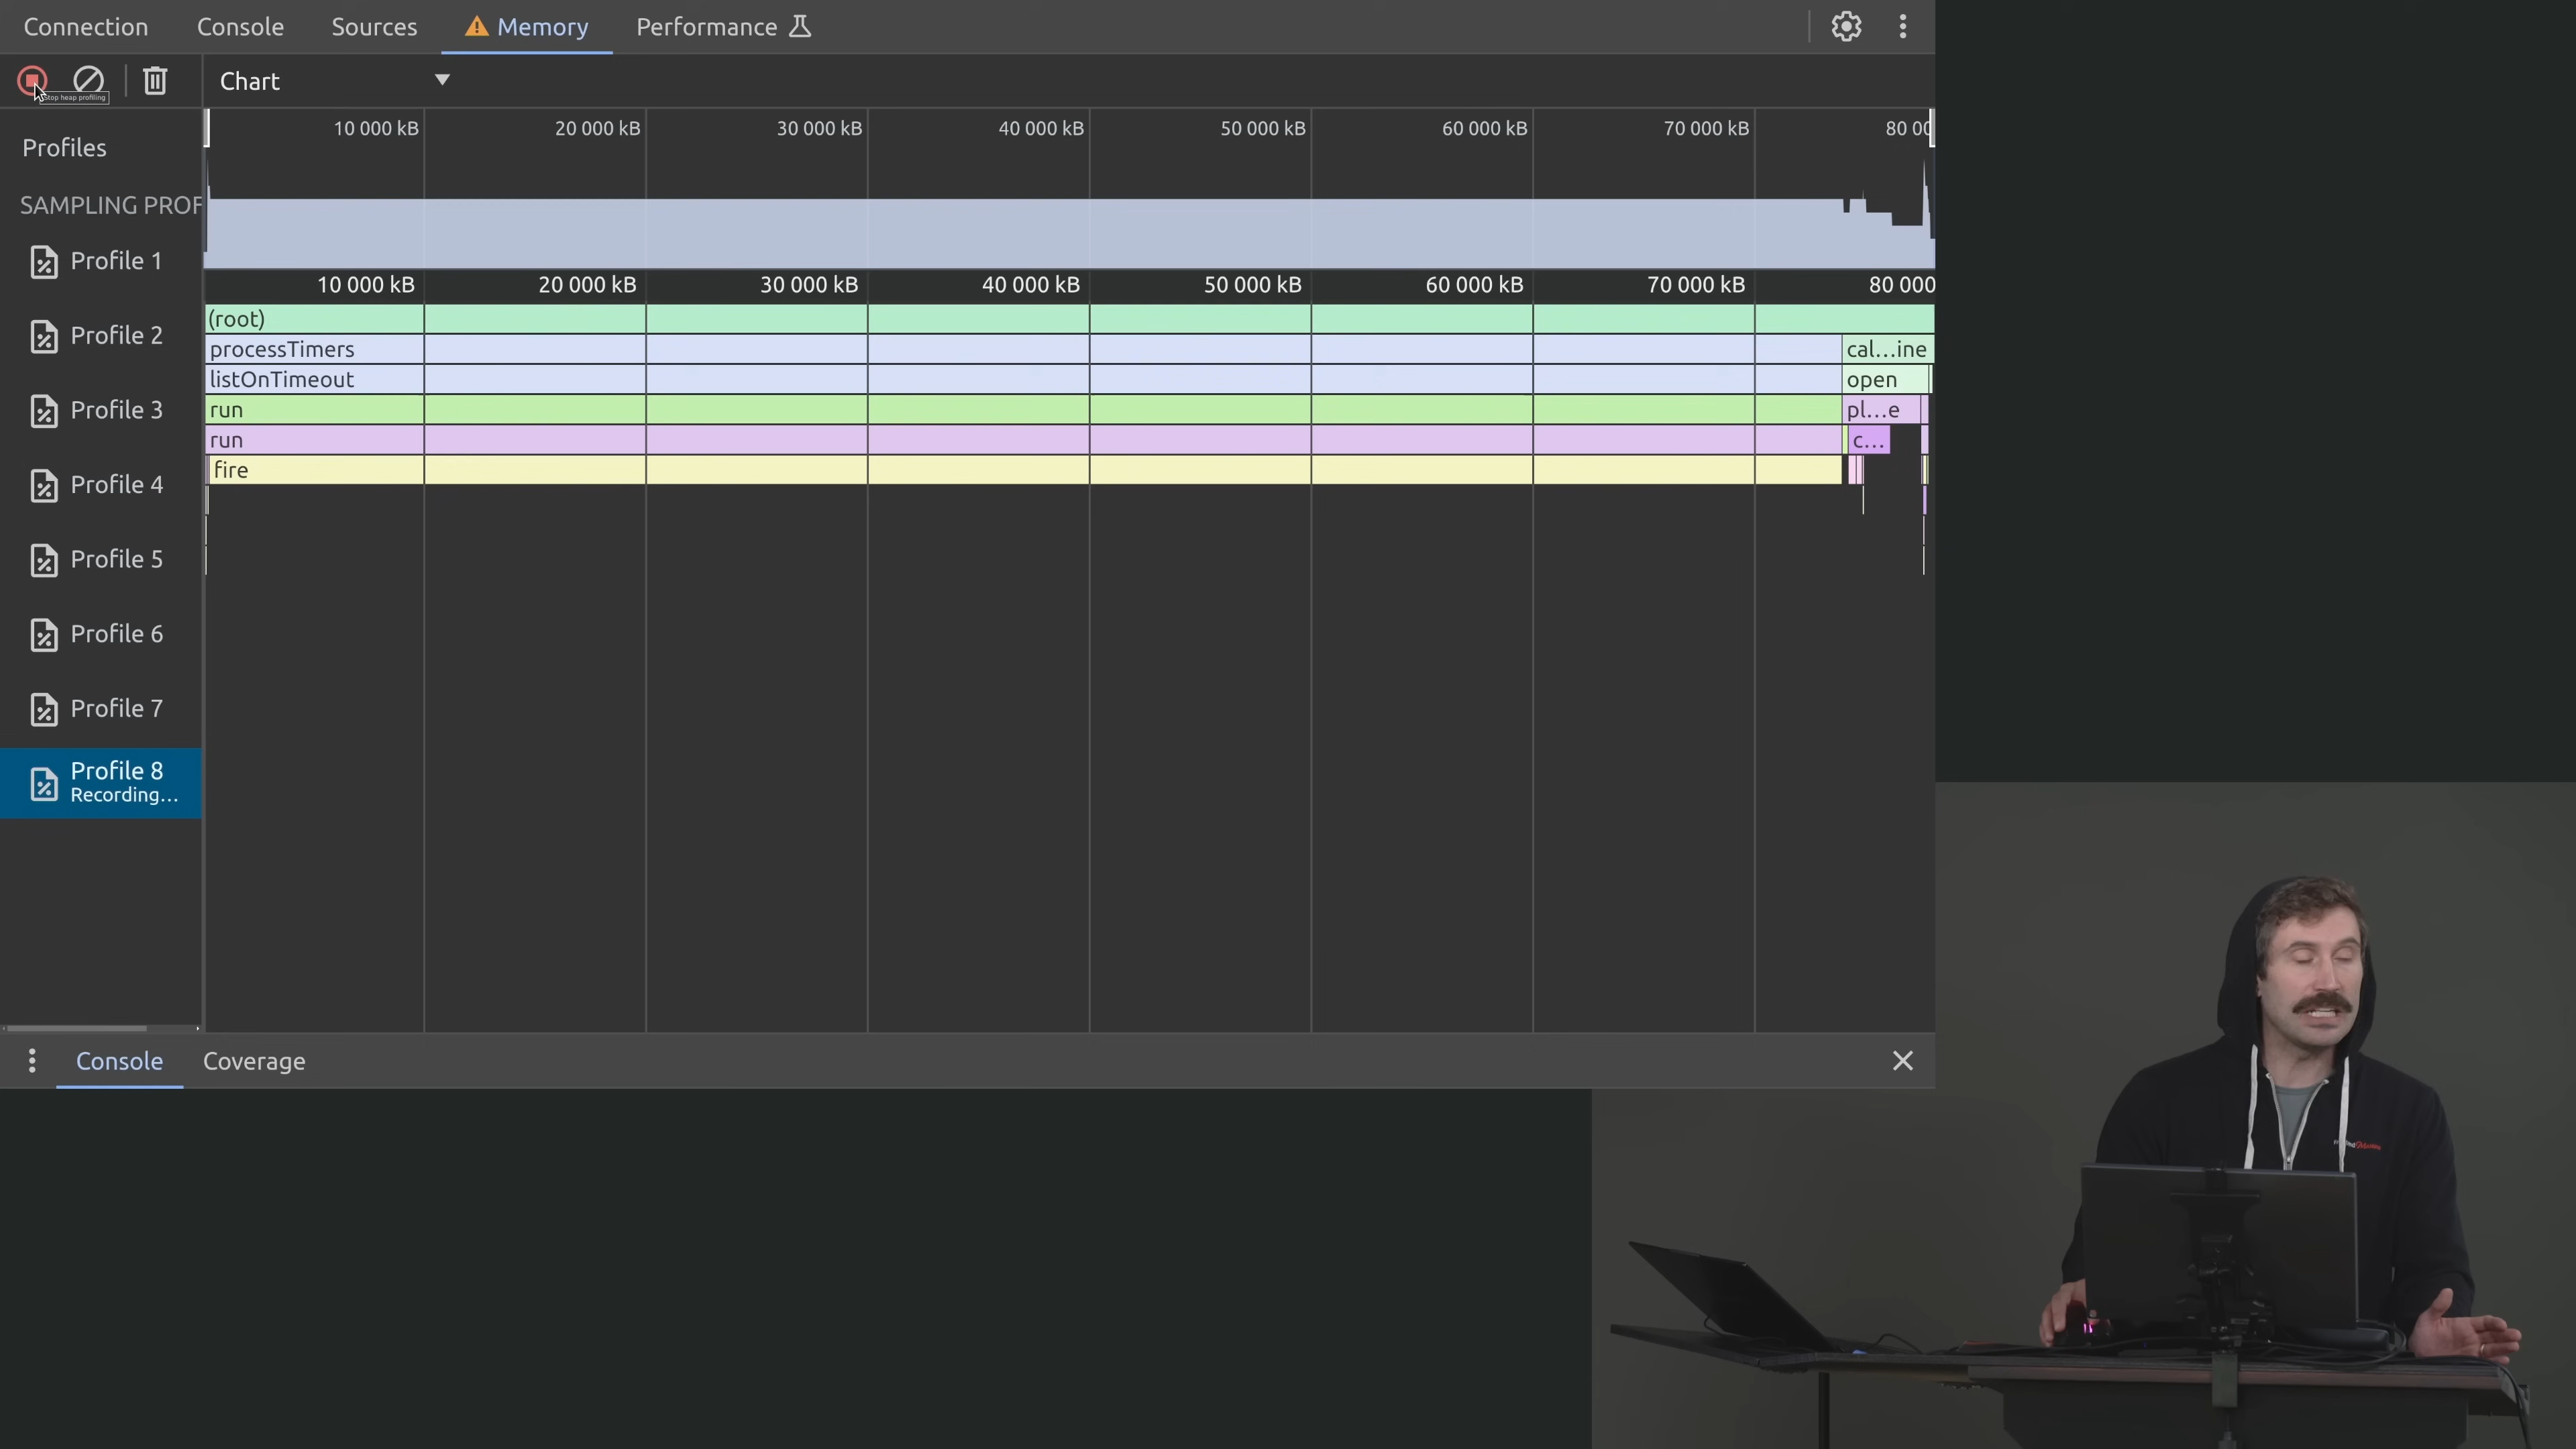 Connection Console Sources Memory Performance
Chart
Stop heap profiling
10 000 kB 20 000 kB 30 000 kB 40 000 kB 50 000 kB 60 000 kB 70 000 kB 80 00
Profiles
SAMPLING PROF
Profile 1
Profile 2
Profile 3
Profile 4
Profile 5
Profile 6
Profile 7
Profile 8
Recording…
10 000 kB 20 000 kB 30 000 kB 40 000 kB 50 000 kB 60 000 kB 70 000 kB 80 000
(root)
processTimers cal…ine
listOnTimeout open
run pl…e
run c…
fire
Console Coverage